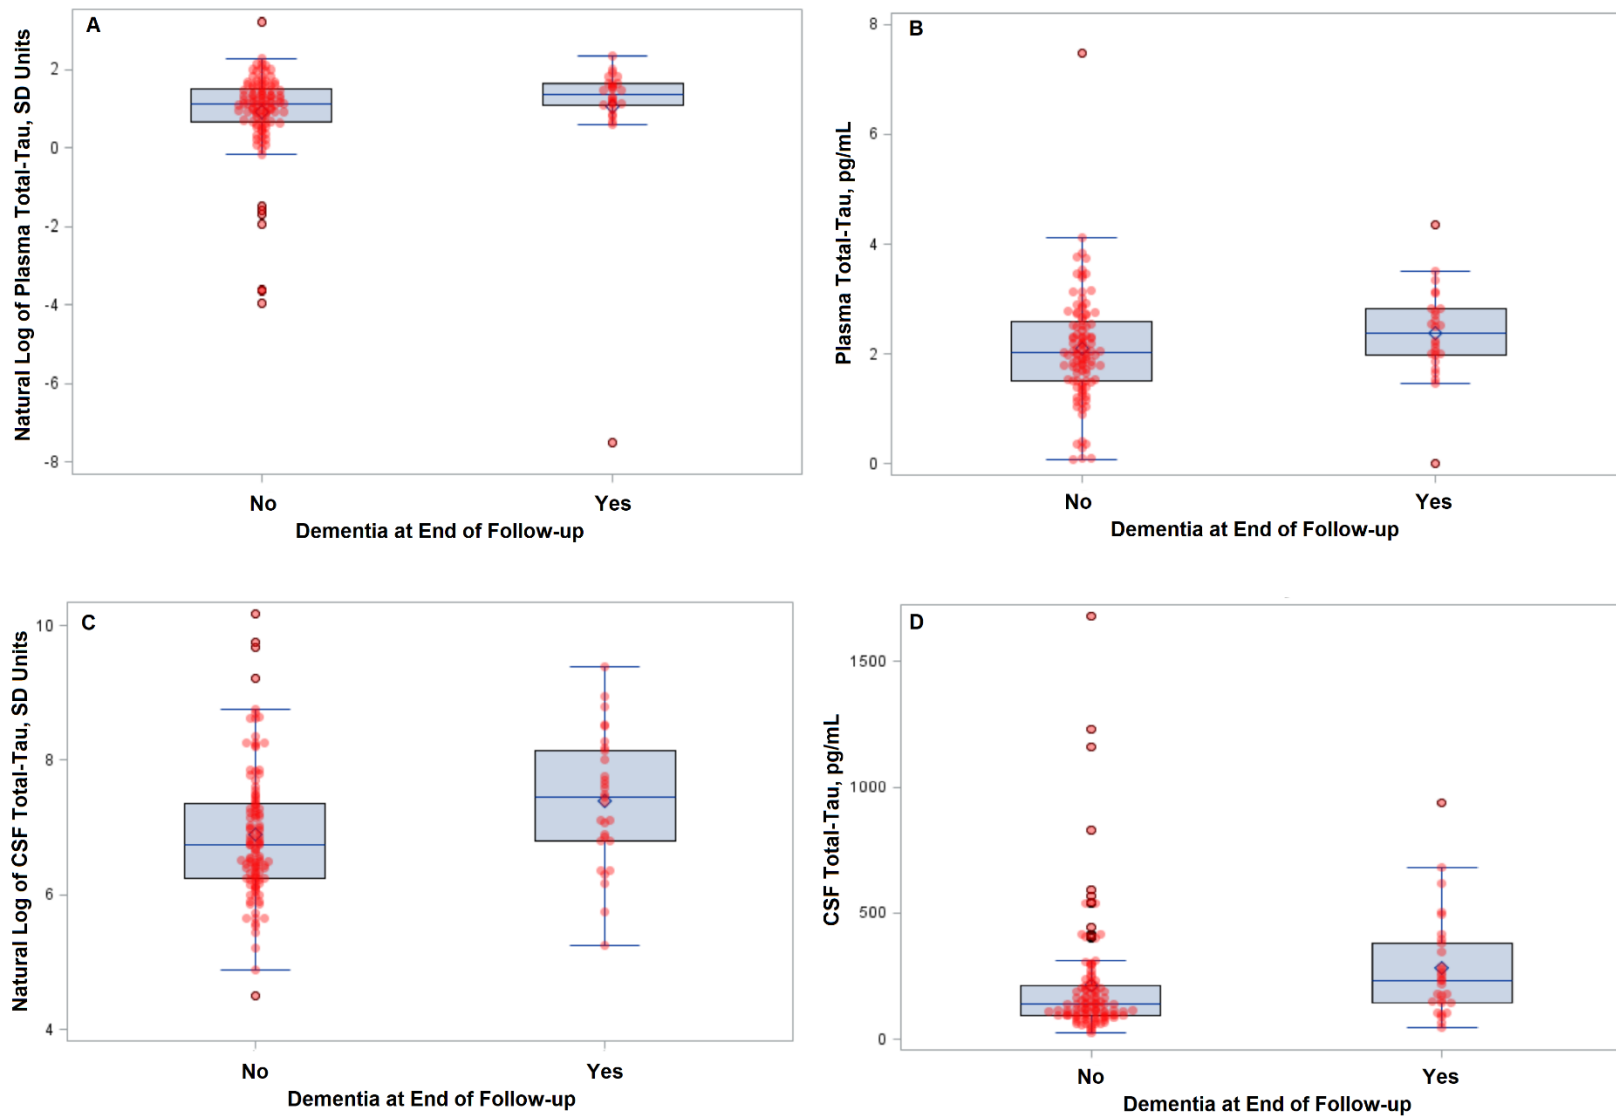 A
Natural Log of Plasma Total-Tau, SD Units
2
0
-2
-4
-6
-8
No
Yes
Dementia at End of Follow-up
B
Plasma Total-Tau, pg/mL
8
6
4
2
0
No
Yes
Dementia at End of Follow-up
C
Natural Log of CSF Total-Tau, SD Units
10
8
6
4
No
Yes
Dementia at End of Follow-up
D
CSF Total-Tau, pg/mL
1500
1000
500
0
No
Yes
Dementia at End of Follow-up